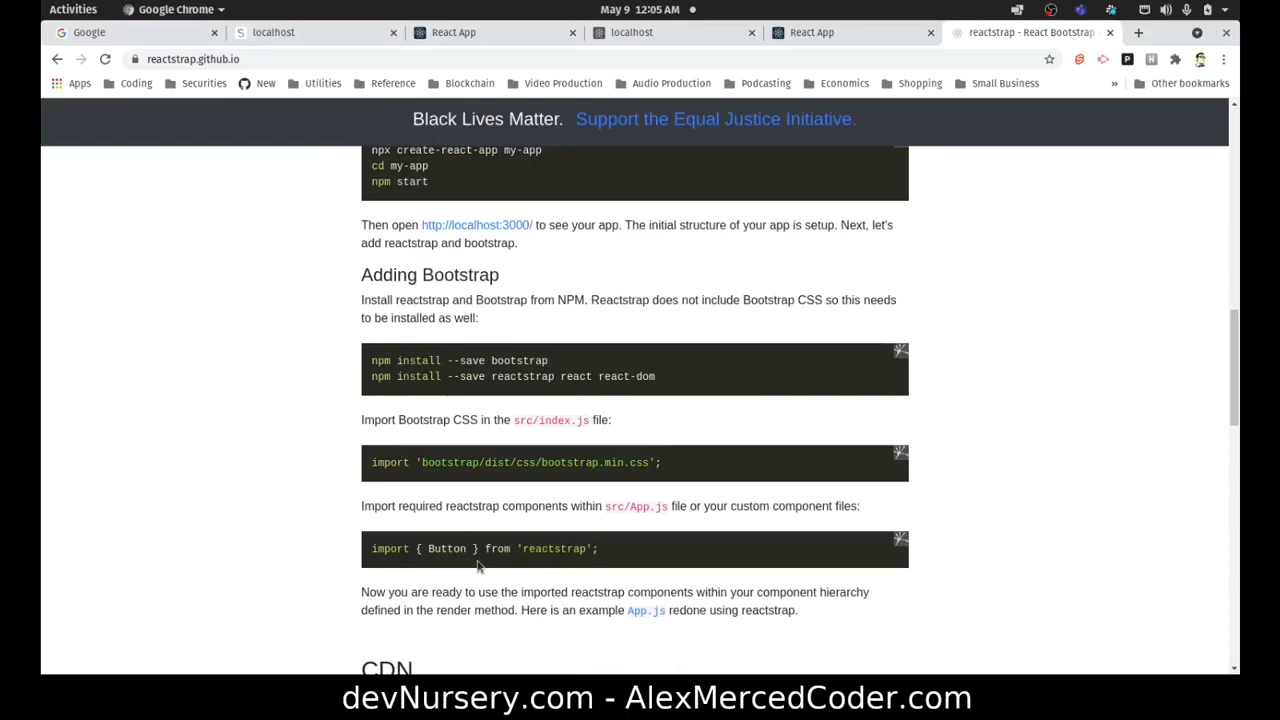 Activities
Google Chrome
May 9 12:05 AM
Google
localhost
React App
localhost
React App
reactstrap - React Bootstrap
reactstrap.github.io
Apps
Coding
Securities
New
Utilities
Reference
Blockchain
Video Production
Audio Production
Podcasting
Economics
Shopping
Small Business
»
Other bookmarks
Black Lives Matter. Support the Equal Justice Initiative.
npx create-react-app my-app
cd my-app
npm start
Then open http://localhost:3000/ to see your app. The initial structure of your app is setup. Next, let's
add reactstrap and bootstrap.
Adding Bootstrap
Install reactstrap and Bootstrap from NPM. Reactstrap does not include Bootstrap CSS so this needs
to be installed as well:
npm install --save bootstrap
npm install --save reactstrap react react-dom
Import Bootstrap CSS in the src/index.js file:
import 'bootstrap/dist/css/bootstrap.min.css';
Import required reactstrap components within src/App.js file or your custom component files:
import { Button } from 'reactstrap';
Now you are ready to use the imported reactstrap components within your component hierarchy
defined in the render method. Here is an example App.js redone using reactstrap.
CDN
devNursery.com - AlexMercedCoder.com